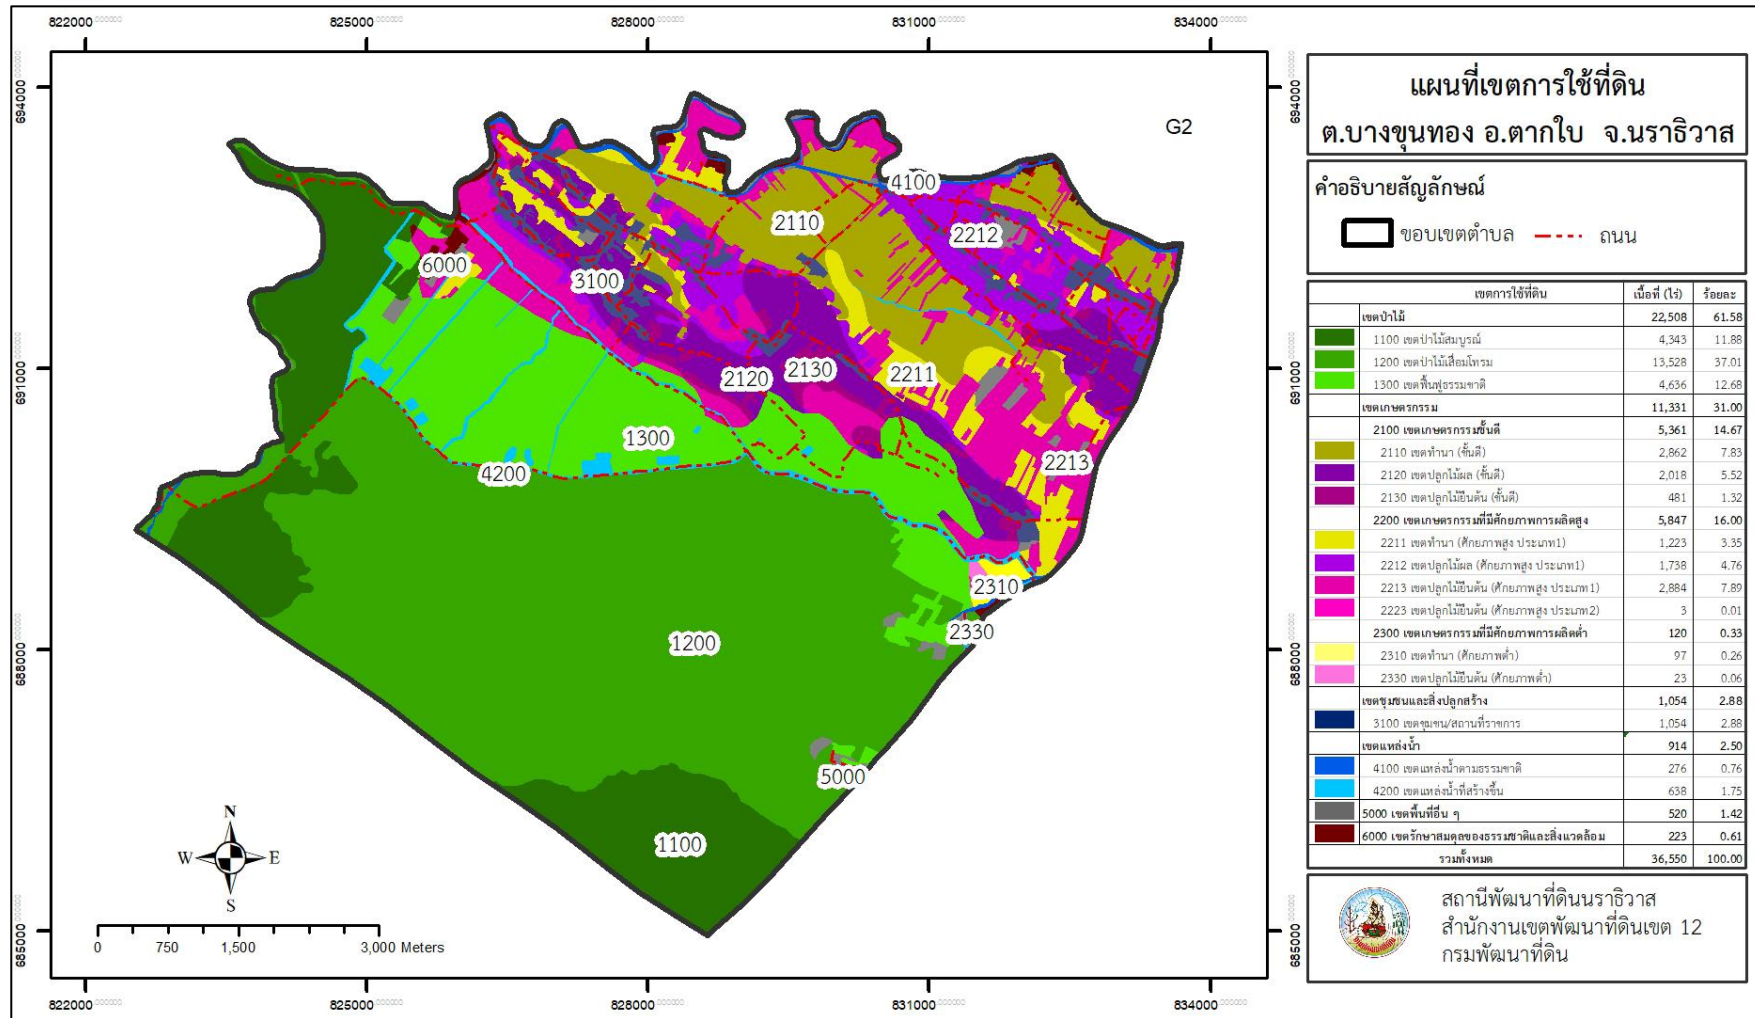 822000.000000 825000.000000 828000.000000 831000.000000 834000.000000
694000.000000
691000.000000
688000.000000
685000.000000
G2
4100
2110
2212
6000
3100
2130
2211
2120
1300
2213
4200
2310
2330
1200
5000
1100
N
W E
S
0 750 1,500 3,000 Meters
694000.000000
691000.000000
688000.000000
685000.000000
822000.000000 825000.000000 828000.000000 831000.000000 834000.000000
แผนที่เขตการใช้ที่ดิน
ต.บางขุนทอง อ.ตากใบ จ.นราธิวาส
คำอธิบายสัญลักษณ์
ขอบเขตตำบล ถนน
เขตการใช้ที่ดิน เนื้อที่ (ไร่) ร้อยละ
เขตป่าไม้ 22,508 61.58
1100 เขตป่าไม้สมบูรณ์ 4,343 11.88
1200 เขตป่าไม้เสื่อมโทรม 13,528 37.01
1300 เขตฟื้นฟูธรรมชาติ 4,636 12.68
เขตเกษตรกรรม 11,331 31.00
2100 เขตเกษตรกรรมชั้นดี 5,361 14.67
2110 เขตทำนา (ชั้นดี) 2,862 7.83
2120 เขตปลูกไม้ผล (ชั้นดี) 2,018 5.52
2130 เขตปลูกไม้ยืนต้น (ชั้นดี) 481 1.32
2200 เขตเกษตรกรรมที่มีศักยภาพการผลิตสูง 5,847 16.00
2211 เขตทำนา (ศักยภาพสูง ประเภท1) 1,223 3.35
2212 เขตปลูกไม้ผล (ศักยภาพสูง ประเภท1) 1,738 4.76
2213 เขตปลูกไม้ยืนต้น (ศักยภาพสูง ประเภท1) 2,884 7.89
2223 เขตปลูกไม้ยืนต้น (ศักยภาพสูง ประเภท2) 3 0.01
2300 เขตเกษตรกรรมที่มีศักยภาพการผลิตต่ำ 120 0.33
2310 เขตทำนา (ศักยภาพต่ำ) 97 0.26
2330 เขตปลูกไม้ยืนต้น (ศักยภาพต่ำ) 23 0.06
เขตชุมชนและสิ่งปลูกสร้าง 1,054 2.88
3100 เขตชุมชน/สถานที่ราชการ 1,054 2.88
เขตแหล่งน้ำ 914 2.50
4100 เขตแหล่งน้ำตามธรรมชาติ 276 0.76
4200 เขตแหล่งน้ำที่สร้างขึ้น 638 1.75
5000 เขตพื้นที่อื่น ๆ 520 1.42
6000 เขตรักษาสมดุลของธรรมชาติและสิ่งแวดล้อม 223 0.61
รวมทั้งหมด 36,550 100.00
สถานีพัฒนาที่ดินนราธิวาส
สำนักงานเขตพัฒนาที่ดินเขต 12
กรมพัฒนาที่ดิน